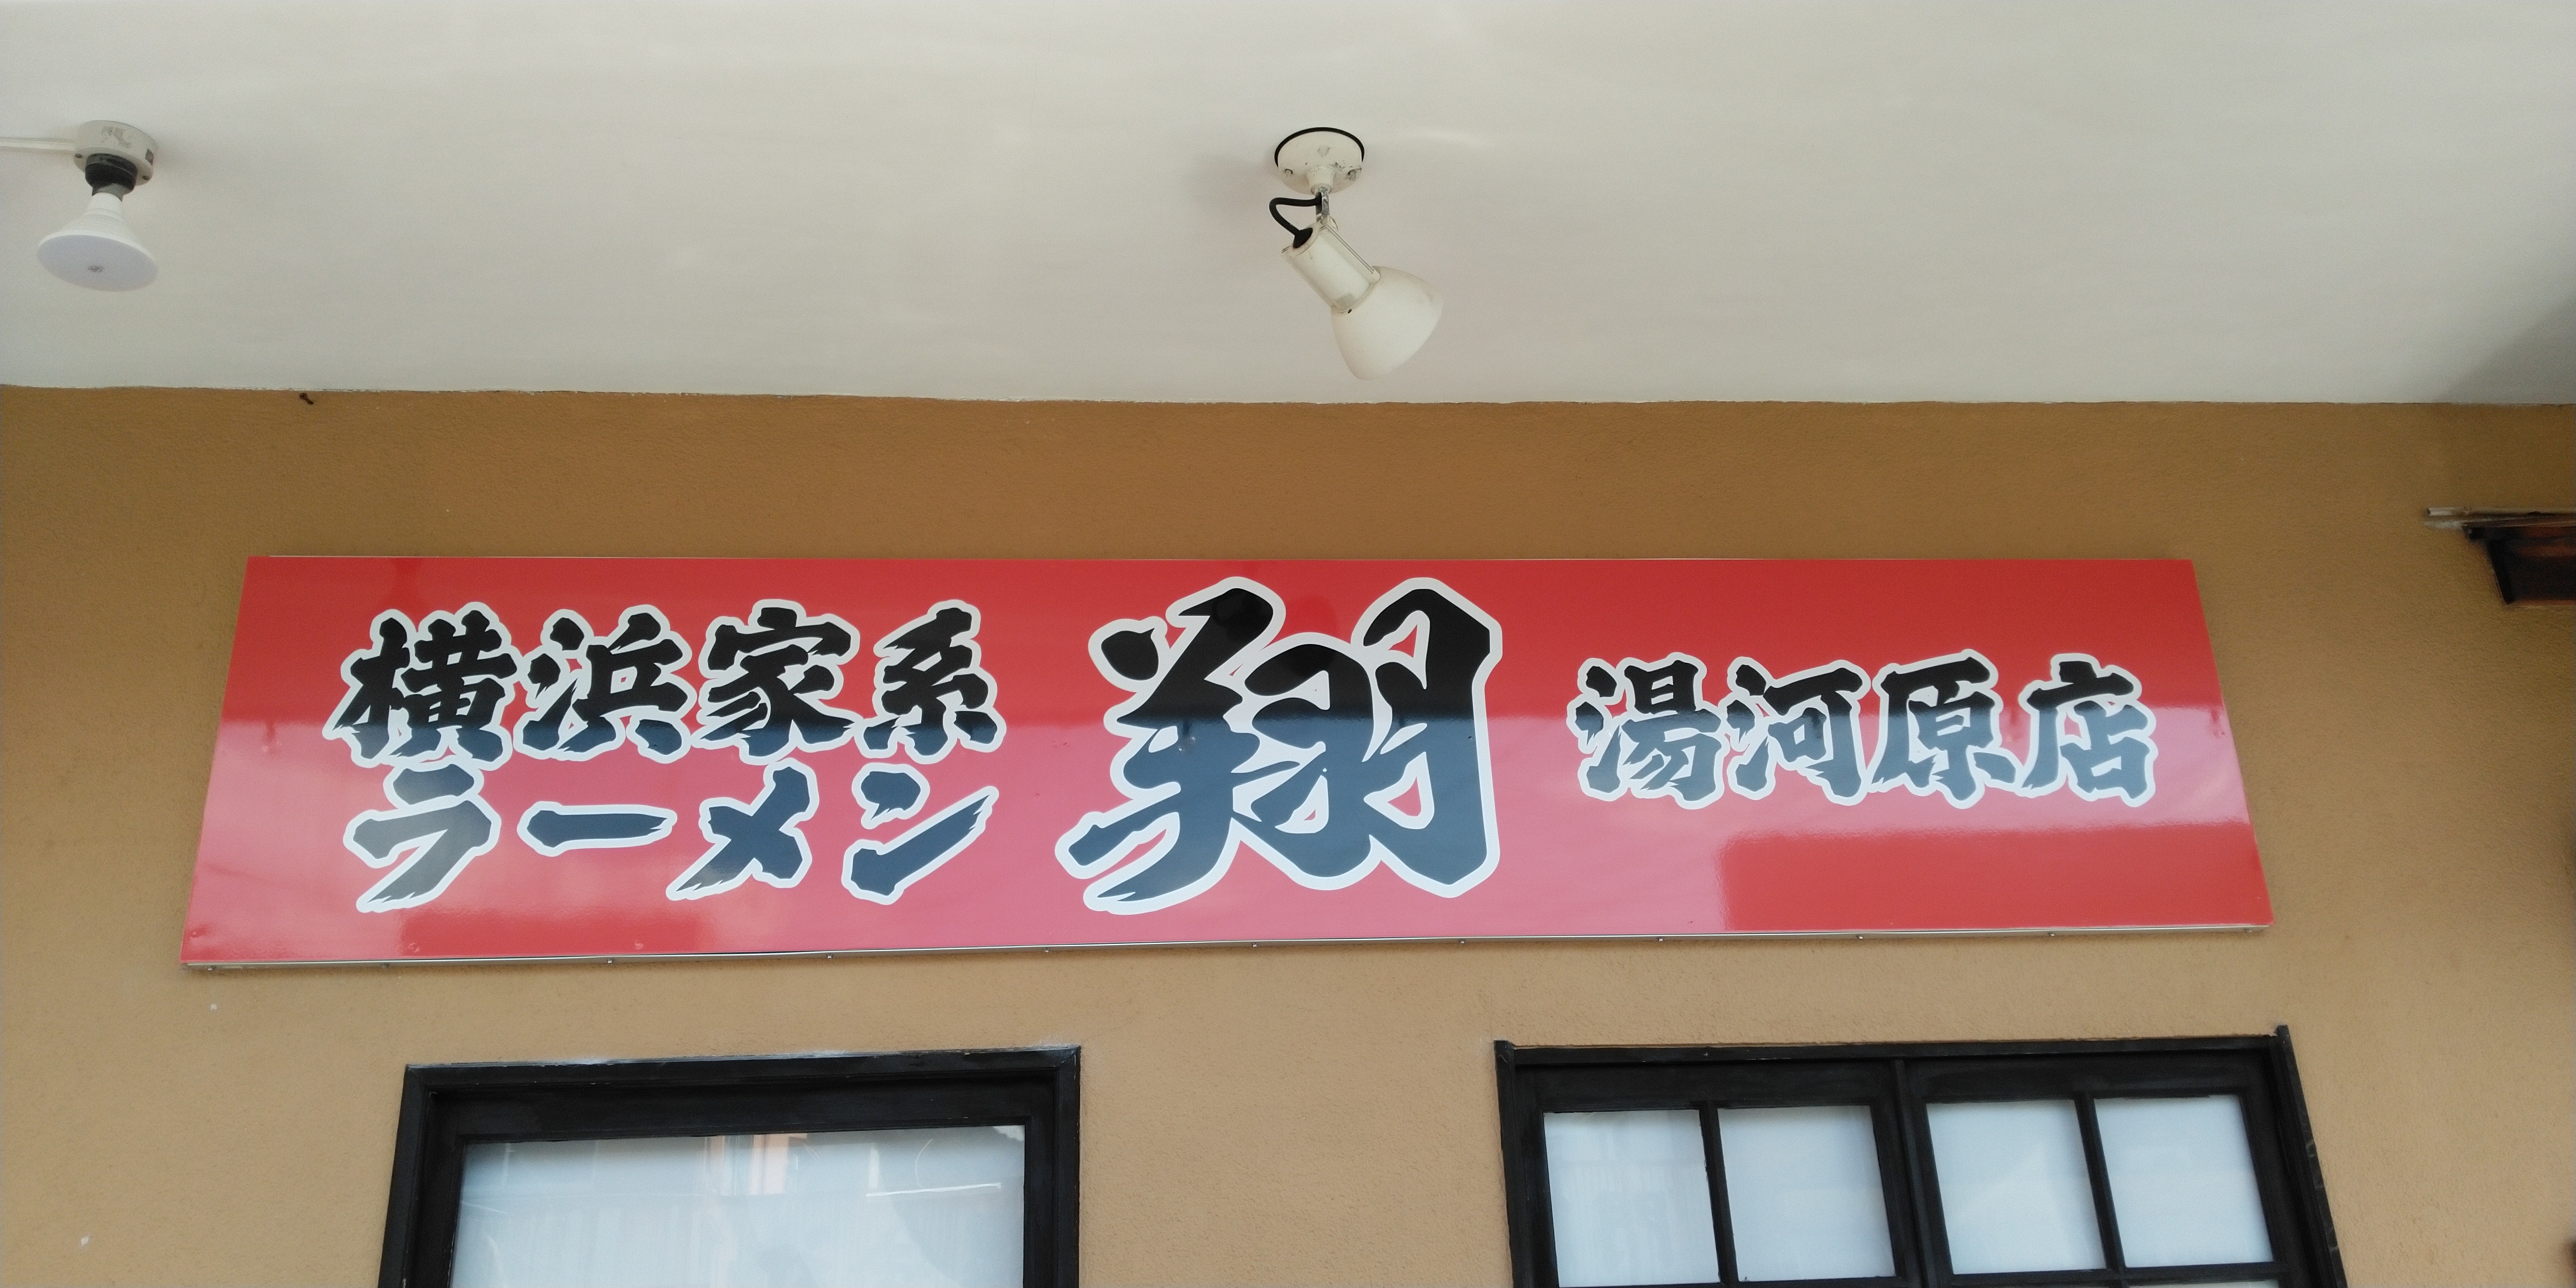 横浜家系
ラーメン
翔
湯河原店